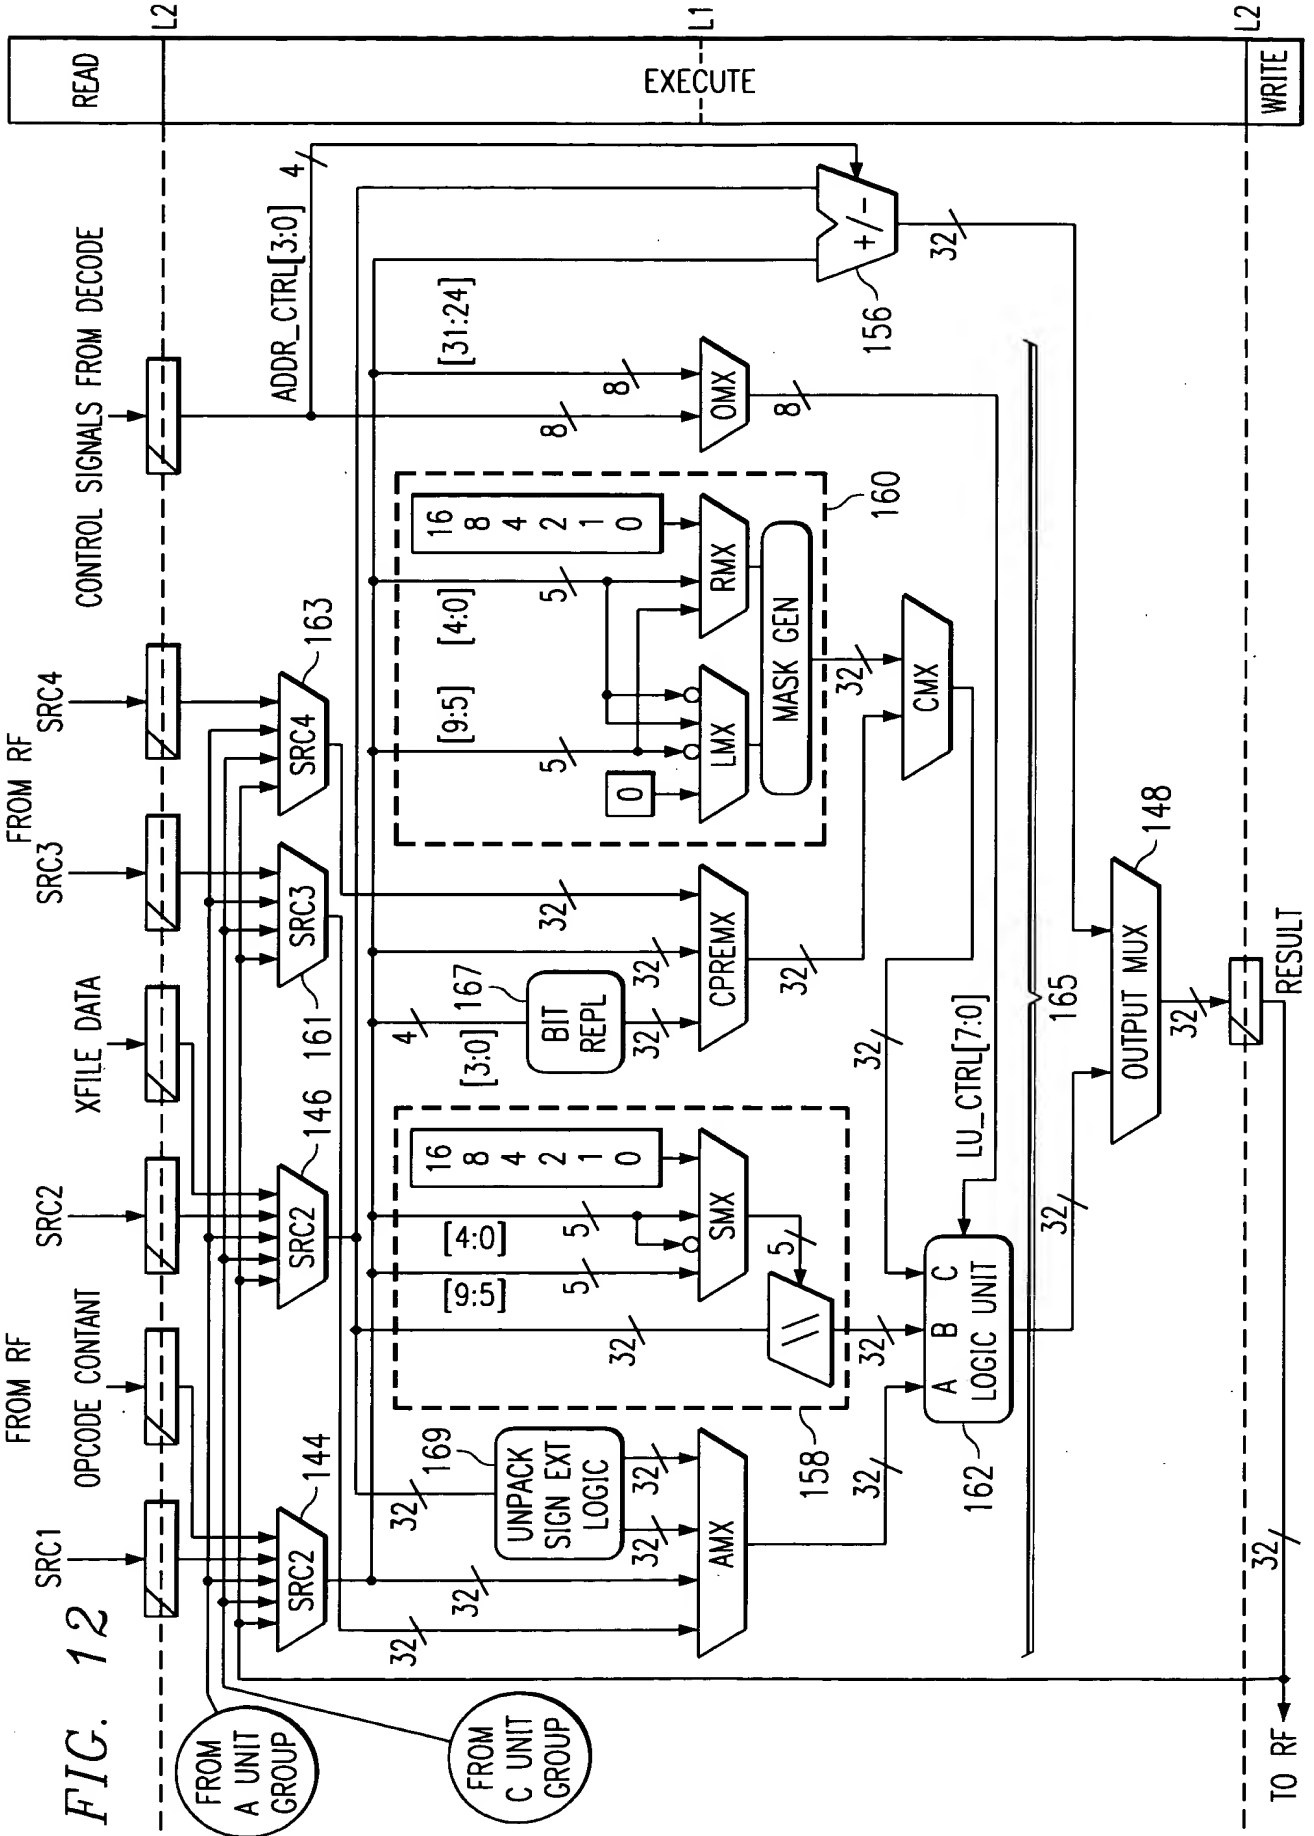 FIG. 12
FROM RF
SRC1
OPCODE CONTANT
SRC2
XFILE DATA
FROM RF
SRC3
SRC4
CONTROL SIGNALS FROM DECODE
READ
L2
FROM
A UNIT
GROUP
FROM
C UNIT
GROUP
SRC2
144
SRC2
146
SRC3
161
SRC4
163
ADDR_CTRL[3:0]
4
EXECUTE
L1
32
32
32
169
UNPACK
SIGN EXT
LOGIC
32
32
AMX
32
[9:5]
5
[4:0]
5
16
8
4
2
1
0
SMX
5
32
//
32
158
4
[3:0]
167
BIT
REPL
32
32
32
CPREMX
32
0
[9:5]
5
[4:0]
5
16
8
4
2
1
0
LMX
RMX
MASK GEN
160
32
CMX
32
[31:24]
8
8
OMX
8
+/-
156
32
LU_CTRL[7:0]
A B C
LOGIC UNIT
162
32
165
OUTPUT MUX
148
32
RESULT
L2
WRITE
32
TO RF